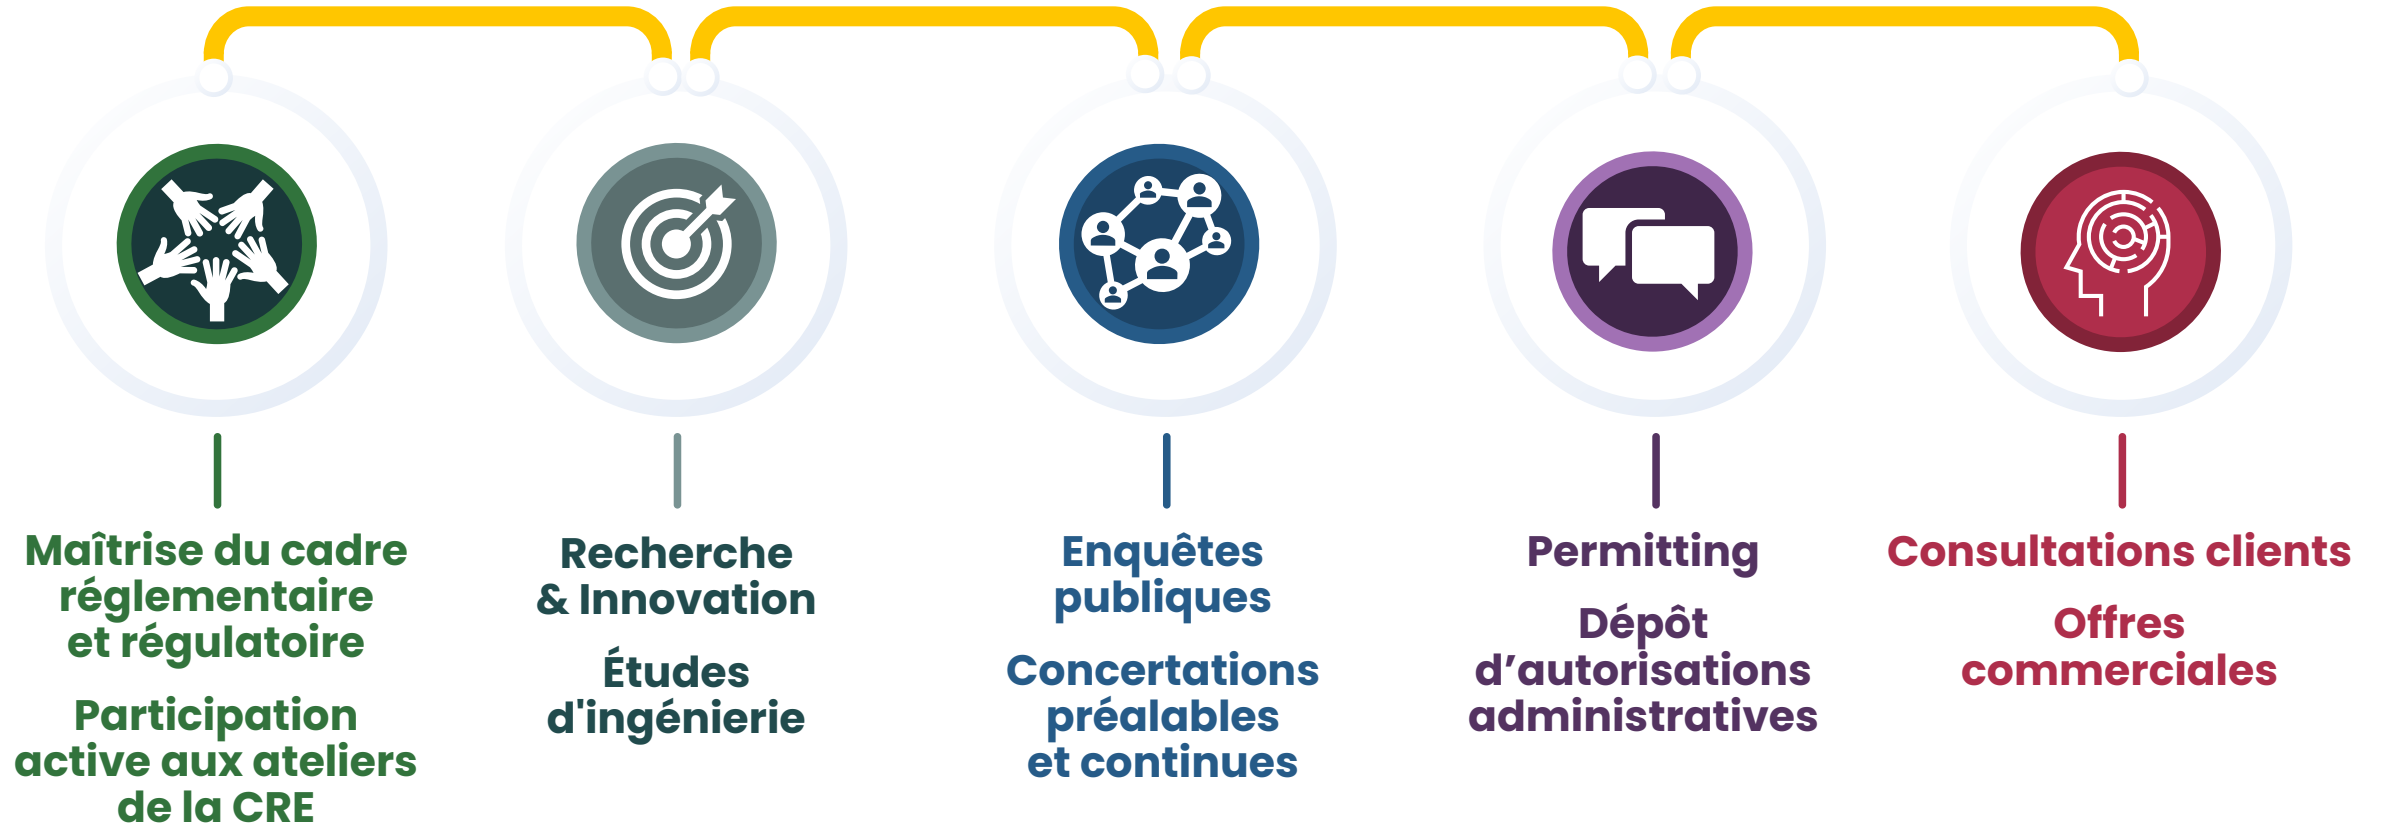 Maîtrise du cadre
réglementaire
et régulatoire
Participation
active aux ateliers
de la CRE
Recherche
& Innovation
Études
d'ingénierie
Enquêtes
publiques
Concertations
préalables
et continues
Permitting
Dépôt
d’autorisations
administratives
Consultations clients
Offres
commerciales